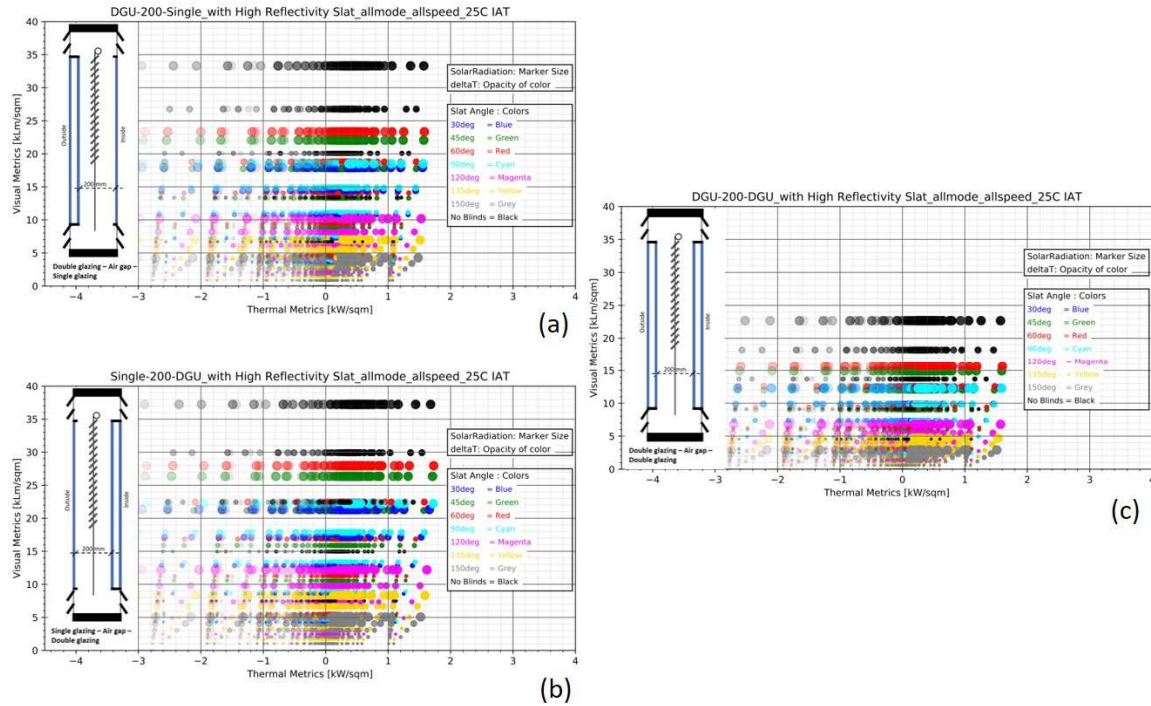 DGU-200-Single_with High Reflectivity Slat_allmode_allspeed_25C IAT
40
35
30
25
20
15
10
5
0
Visual Metrics [kLm/sqm]
Outside
Inside
200 mm
Double glazing – Air gap –
Single glazing
SolarRadiation: Marker Size
deltaT: Opacity of color
Slat Angle : Colors
30deg = Blue
45deg = Green
60deg = Red
90deg = Cyan
120deg = Magenta
135deg = Yellow
150deg = Grey
No Blinds = Black
−4 −3 −2 −1 0 1 2 3 4
Thermal Metrics [kW/sqm]
(a)
Single-200-DGU_with High Reflectivity Slat_allmode_allspeed_25C IAT
40
35
30
25
20
15
10
5
0
Visual Metrics [kLm/sqm]
Outside
Inside
200 mm
Single glazing – Air gap –
Double glazing
SolarRadiation: Marker Size
deltaT: Opacity of color
Slat Angle : Colors
30deg = Blue
45deg = Green
60deg = Red
90deg = Cyan
120deg = Magenta
135deg = Yellow
150deg = Grey
No Blinds = Black
−4 −3 −2 −1 0 1 2 3 4
Thermal Metrics [kW/sqm]
(b)
DGU-200-DGU_with High Reflectivity Slat_allmode_allspeed_25C IAT
40
35
30
25
20
15
10
5
0
Visual Metrics [kLm/sqm]
Outside
Inside
200 mm
Double glazing – Air gap –
Double glazing
SolarRadiation: Marker Size
deltaT: Opacity of color
Slat Angle : Colors
30deg = Blue
45deg = Green
60deg = Red
90deg = Cyan
120deg = Magenta
135deg = Yellow
150deg = Grey
No Blinds = Black
−4 −3 −2 −1 0 1 2 3 4
Thermal Metrics [kW/sqm]
(c)